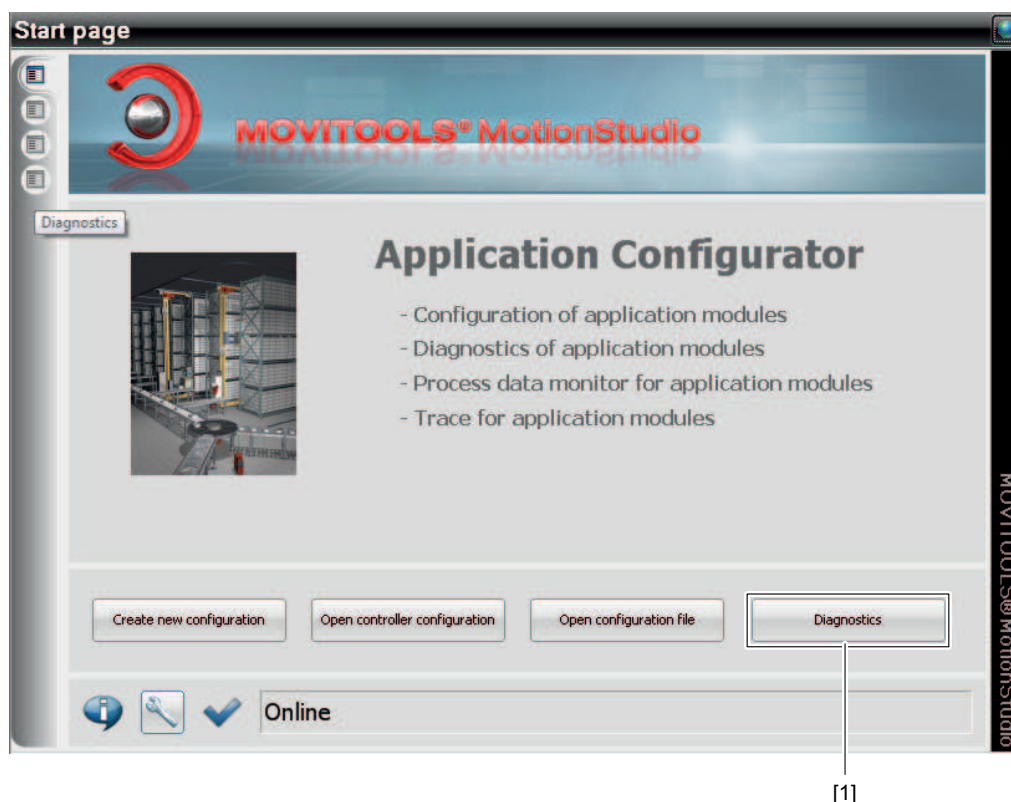 Start page
MOVITOOLS® MotionStudio
Diagnostics
Application Configurator
- Configuration of application modules
- Diagnostics of application modules
- Process data monitor for application modules
- Trace for application modules
Create new configuration
Open controller configuration
Open configuration file
Diagnostics
Online
MOVITOOLS®MotionStudio
[1]